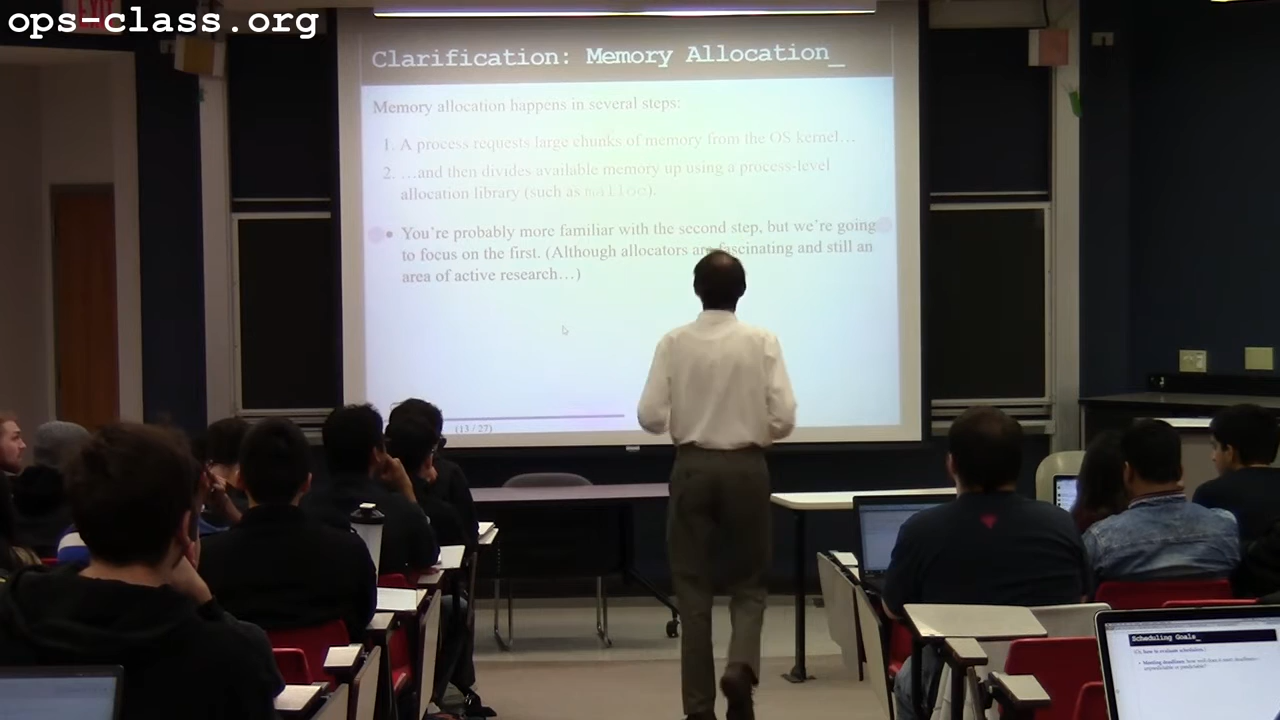 EXIT
ops-class.org
Clarification: Memory Allocation_
Memory allocation happens in several steps:
1. A process requests large chunks of memory from the OS kernel…
2. …and then divides available memory up using a process-level
allocation library (such as malloc).
• You're probably more familiar with the second step, but we're going
to focus on the first. (Although allocators are fascinating and still an
area of active research…)
(13 / 27)
Scheduling Goals_